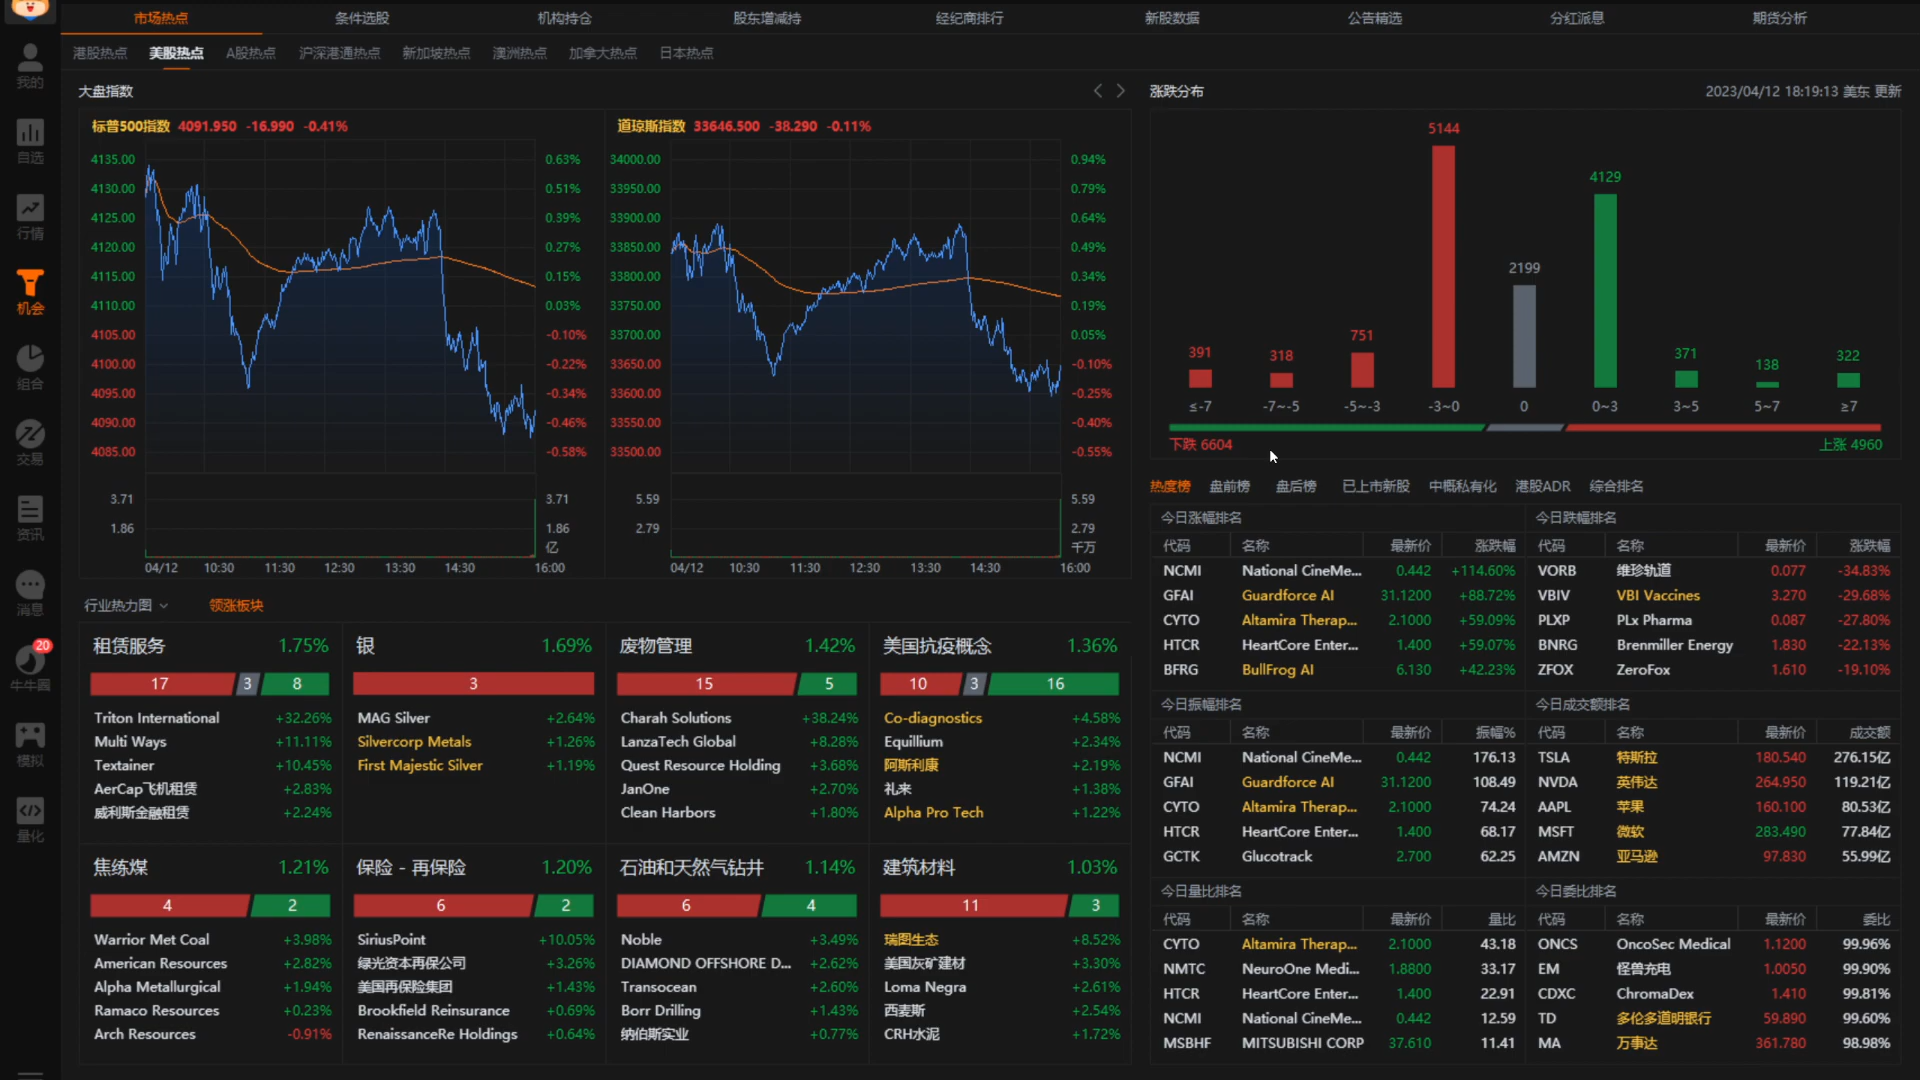 市场热点 条件选股 机构持仓 股东增减持 经纪商排行 新股数据 公告精选 分红派息 期货分析
港股热点 美股热点 A股热点 沪深港通热点 新加坡热点 澳洲热点 加拿大热点 日本热点
我的
自选
行情
机会
组合
交易
资讯
消息
20
牛牛圈
模拟
量化
大盘指数
标普500指数 4091.950 -16.990 -0.41%
4135.00 0.63%
4130.00 0.51%
4125.00 0.39%
4120.00 0.27%
4115.00 0.15%
4110.00 0.03%
4105.00 -0.10%
4100.00 -0.22%
4095.00 -0.34%
4090.00 -0.46%
4085.00 -0.58%
3.71 3.71
1.86 1.86
亿
04/12 10:30 11:30 12:30 13:30 14:30 16:00
道琼斯指数 33646.500 -38.290 -0.11%
34000.00 0.94%
33950.00 0.79%
33900.00 0.64%
33850.00 0.49%
33800.00 0.34%
33750.00 0.19%
33700.00 0.05%
33650.00 -0.10%
33600.00 -0.25%
33550.00 -0.40%
33500.00 -0.55%
5.59 5.59
2.79 2.79
千万
04/12 10:30 11:30 12:30 13:30 14:30 16:00
涨跌分布 2023/04/12 18:19:13 美东 更新
391 318 751 5144 2199 4129 371 138 322
≤-7 -7~-5 -5~-3 -3~0 0 0~3 3~5 5~7 ≥7
下跌 6604 上涨 4960
行业热力图 领涨板块
租赁服务 1.75%
17 3 8
Triton International +32.26%
Multi Ways +11.11%
Textainer +10.45%
AerCap飞机租赁 +2.83%
威利斯金融租赁 +2.24%
银 1.69%
3
MAG Silver +2.64%
Silvercorp Metals +1.26%
First Majestic Silver +1.19%
废物管理 1.42%
15 5
Charah Solutions +38.24%
LanzaTech Global +8.28%
Quest Resource Holding +3.68%
JanOne +2.70%
Clean Harbors +1.80%
美国抗疫概念 1.36%
10 3 16
Co-diagnostics +4.58%
Equillium +2.34%
阿斯利康 +2.19%
礼来 +1.38%
Alpha Pro Tech +1.22%
焦练煤 1.21%
4 2
Warrior Met Coal +3.98%
American Resources +2.82%
Alpha Metallurgical +1.94%
Ramaco Resources +0.23%
Arch Resources -0.91%
保险 - 再保险 1.20%
6 2
SiriusPoint +10.05%
绿光资本再保公司 +3.26%
美国再保险集团 +1.43%
Brookfield Reinsurance +0.69%
RenaissanceRe Holdings +0.64%
石油和天然气钻井 1.14%
6 4
Noble +3.49%
DIAMOND OFFSHORE D... +2.62%
Transocean +2.60%
Borr Drilling +1.43%
纳伯斯实业 +0.77%
建筑材料 1.03%
11 3
瑞图生态 +8.52%
美国灰矿建材 +3.30%
Loma Negra +2.61%
西麦斯 +2.54%
CRH水泥 +1.72%
热度榜 盘前榜 盘后榜 已上市新股 中概私有化 港股ADR 综合排名
今日涨幅排名
代码 名称 最新价 涨跌幅
NCMI National CineMe... 0.442 +114.60%
GFAI Guardforce AI 31.1200 +88.72%
CYTO Altamira Therap... 2.1000 +59.09%
HTCR HeartCore Enter... 1.400 +59.07%
BFRG BullFrog AI 6.130 +42.23%
今日跌幅排名
代码 名称 最新价 涨跌幅
VORB 维珍轨道 0.077 -34.83%
VBIV VBI Vaccines 3.270 -29.68%
PLXP PLx Pharma 0.087 -27.80%
BNRG Brenmiller Energy 1.830 -22.13%
ZFOX ZeroFox 1.610 -19.10%
今日振幅排名
代码 名称 最新价 振幅%
NCMI National CineMe... 0.442 176.13
GFAI Guardforce AI 31.1200 108.49
CYTO Altamira Therap... 2.1000 74.24
HTCR HeartCore Enter... 1.400 68.17
GCTK Glucotrack 2.700 62.25
今日成交额排名
代码 名称 最新价 成交额
TSLA 特斯拉 180.540 276.15亿
NVDA 英伟达 264.950 119.21亿
AAPL 苹果 160.100 80.53亿
MSFT 微软 283.490 77.84亿
AMZN 亚马逊 97.830 55.99亿
今日量比排名
代码 名称 最新价 量比
CYTO Altamira Therap... 2.1000 43.18
NMTC NeuroOne Medi... 1.8800 33.17
HTCR HeartCore Enter... 1.400 22.91
NCMI National CineMe... 0.442 12.59
MSBHF MITSUBISHI CORP 37.610 11.41
今日委比排名
代码 名称 最新价 委比
ONCS OncoSec Medical 1.1200 99.96%
EM 怪兽充电 1.0050 99.90%
CDXC ChromaDex 1.410 99.81%
TD 多伦多道明银行 59.890 99.60%
MA 万事达 361.780 98.98%